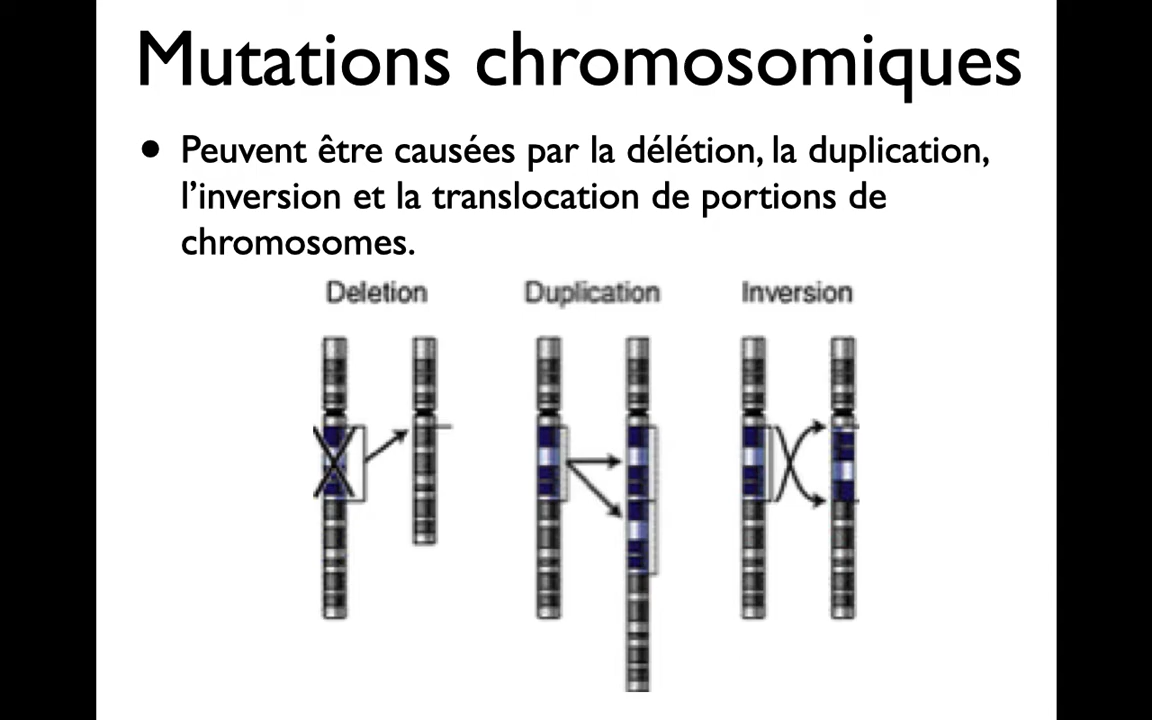 Mutations chromosomiques
• Peuvent être causées par la délétion, la duplication,
l’inversion et la translocation de portions de
chromosomes.
Deletion Duplication Inversion